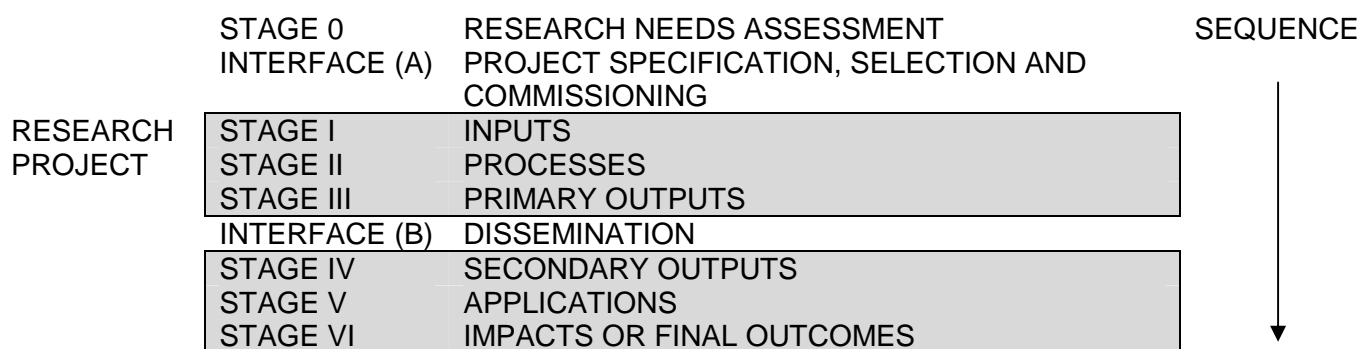 STAGE 0 RESEARCH NEEDS ASSESSMENT SEQUENCE
INTERFACE (A) PROJECT SPECIFICATION, SELECTION AND
COMMISSIONING
RESEARCH STAGE I INPUTS
PROJECT STAGE II PROCESSES
STAGE III PRIMARY OUTPUTS
INTERFACE (B) DISSEMINATION
STAGE IV SECONDARY OUTPUTS
STAGE V APPLICATIONS
STAGE VI IMPACTS OR FINAL OUTCOMES